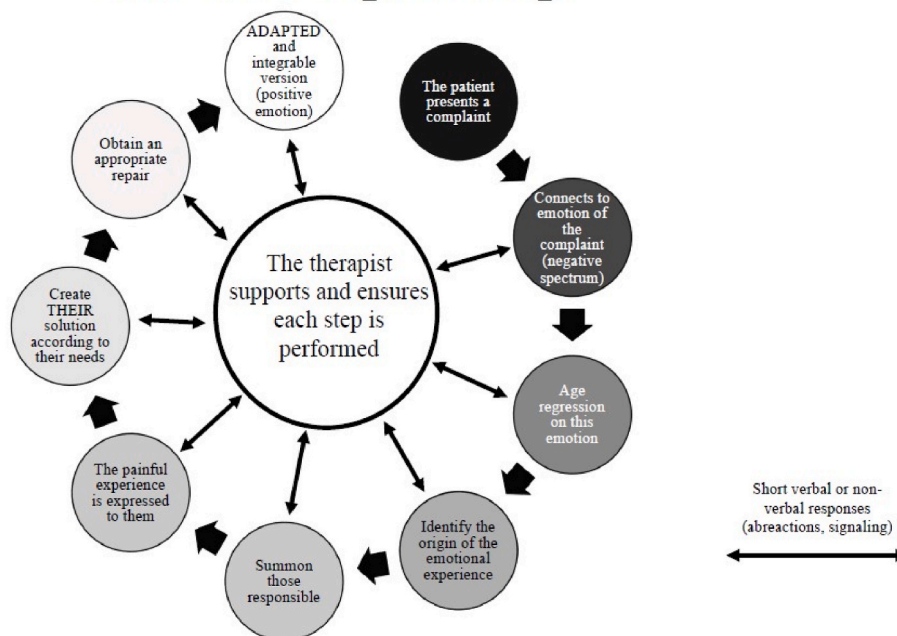 The patient
presents a
complaint
Connects to
emotion of
the
complaint
(negative
spectrum)
Age
regression
on this
emotion
Identify the
origin of the
emotional
experience
Summon
those
responsible
The painful
experience
is expressed
to them
Create
THEIR
solution
according to
their needs
Obtain an
appropriate
repair
ADAPTED
and
integrable
version
(positive
emotion)
The therapist
supports and ensures
each step is
performed
Short verbal or non-
verbal responses
(abreactions, signaling)